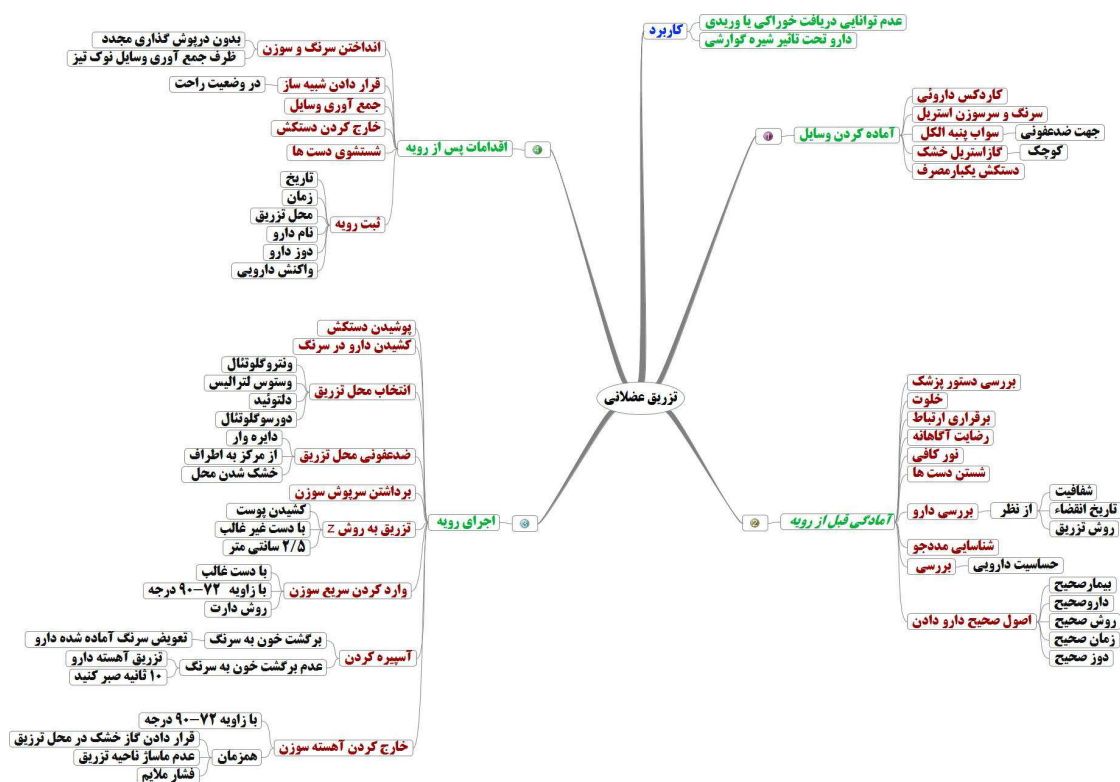 تزریق عضلانی
کاربرد
عدم توانایی دریافت خوراکی یا وریدی
دارو تحت تاثیر شیره گوارشی
آماده کردن وسایل
کاردکس داروئی
سرنگ و سرسوزن استریل
سواب پنبه الکل
جهت ضدعفونی
گازاستریل خشک
کوچک
دستکش یکبارمصرف
آمادگی قبل از رویه
بررسی دستور پزشک
خلوت
برقراری ارتباط
رضایت آگاهانه
نور کافی
شستن دست ها
بررسی دارو
از نظر
شفافیت
تاریخ انقضاء
روش تزریق
شناسایی مددجو
بررسی
حساسیت دارویی
اصول صحیح دارو دادن
بیمارصحیح
داروصحیح
روش صحیح
زمان صحیح
دوز صحیح
اجرای رویه
پوشیدن دستکش
کشیدن دارو در سرنگ
انتخاب محل تزریق
ونتروگلوتئال
وستوس لترالیس
دلتوئید
دورسوگلوتئال
ضدعفونی محل تزریق
دایره وار
از مرکز به اطراف
خشک شدن محل
برداشتن سرپوش سوزن
تزریق به روش z
کشیدن پوست
با دست غیر غالب
۲/۵ سانتی متر
وارد کردن سریع سوزن
با دست غالب
با زاویه ۷۲-۹۰ درجه
روش دارت
آسپیره کردن
برگشت خون به سرنگ
تعویض سرنگ آماده شده دارو
عدم برگشت خون به سرنگ
تزریق آهسته دارو
۱۰ ثانیه صبر کنید
خارج کردن آهسته سوزن
با زاویه ۷۲-۹۰ درجه
همزمان
قرار دادن گاز خشک در محل ترزیق
عدم ماساژ ناحیه تزریق
فشار ملایم
اقدامات پس از رویه
انداختن سرنگ و سوزن
بدون درپوش گذاری مجدد
ظرف جمع آوری وسایل نوک تیز
قرار دادن شبیه ساز
در وضعیت راحت
جمع آوری وسایل
خارج کردن دستکش
شستشوی دست ها
ثبت رویه
تاریخ
زمان
محل تزریق
نام دارو
دوز دارو
واکنش دارویی